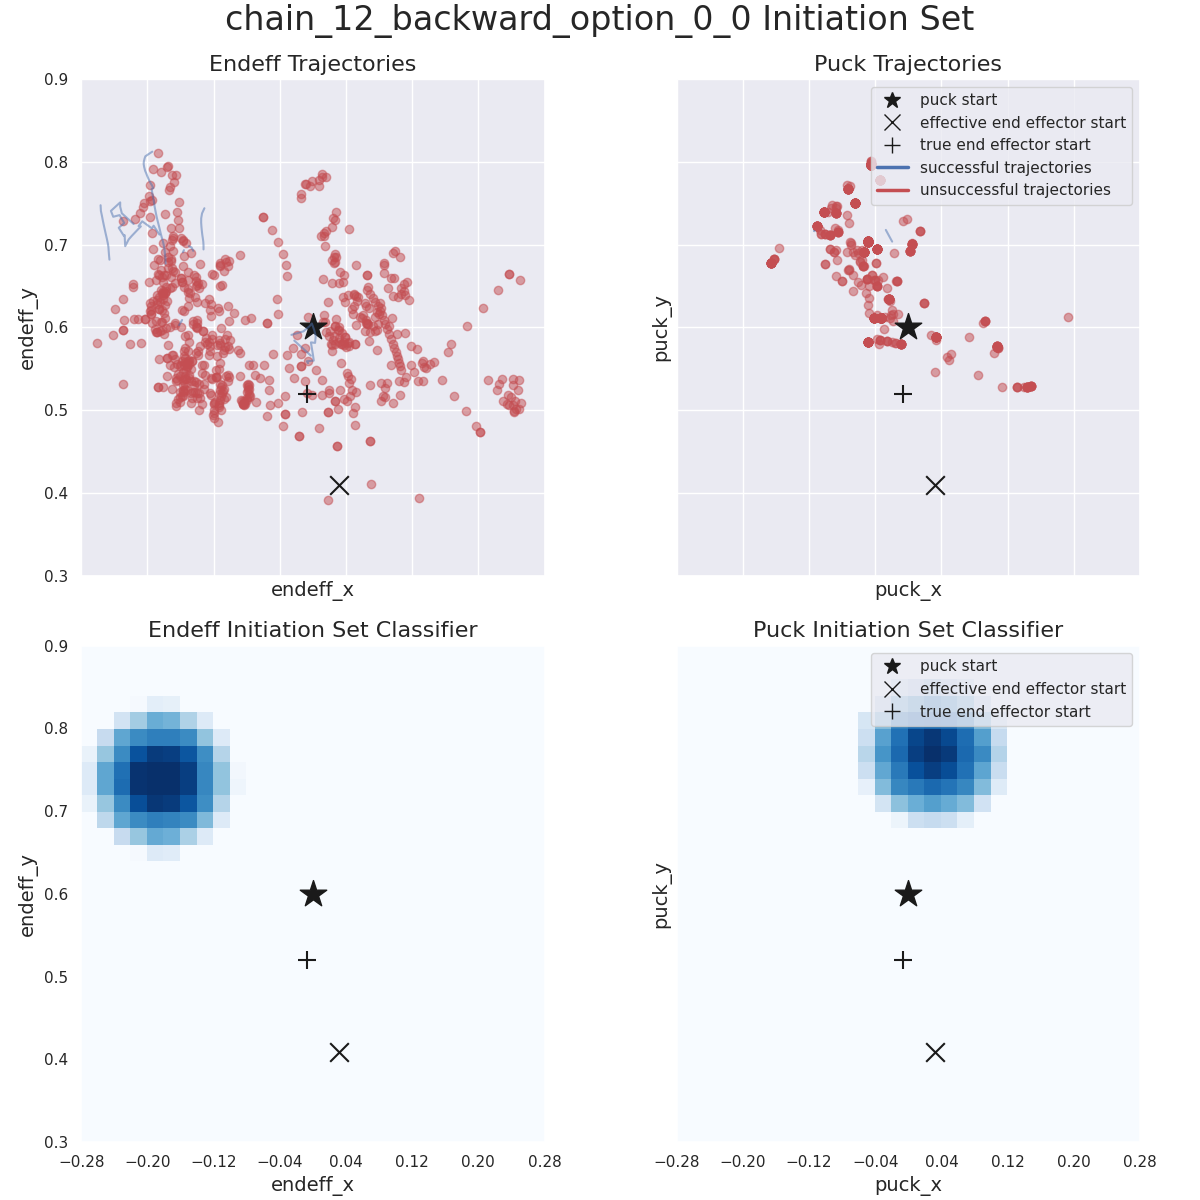 chain_12_backward_option_0_0 Initiation Set
Endeff Trajectories
0.9
0.8
0.7
0.6
0.5
0.4
0.3
endeff_y
endeff_x
Puck Trajectories
puck start
effective end effector start
true end effector start
successful trajectories
unsuccessful trajectories
puck_y
puck_x
Endeff Initiation Set Classifier
0.9
0.8
0.7
0.6
0.5
0.4
0.3
endeff_y
−0.28 −0.20 −0.12 −0.04 0.04 0.12 0.20 0.28
endeff_x
Puck Initiation Set Classifier
puck start
effective end effector start
true end effector start
puck_y
−0.28 −0.20 −0.12 −0.04 0.04 0.12 0.20 0.28
puck_x